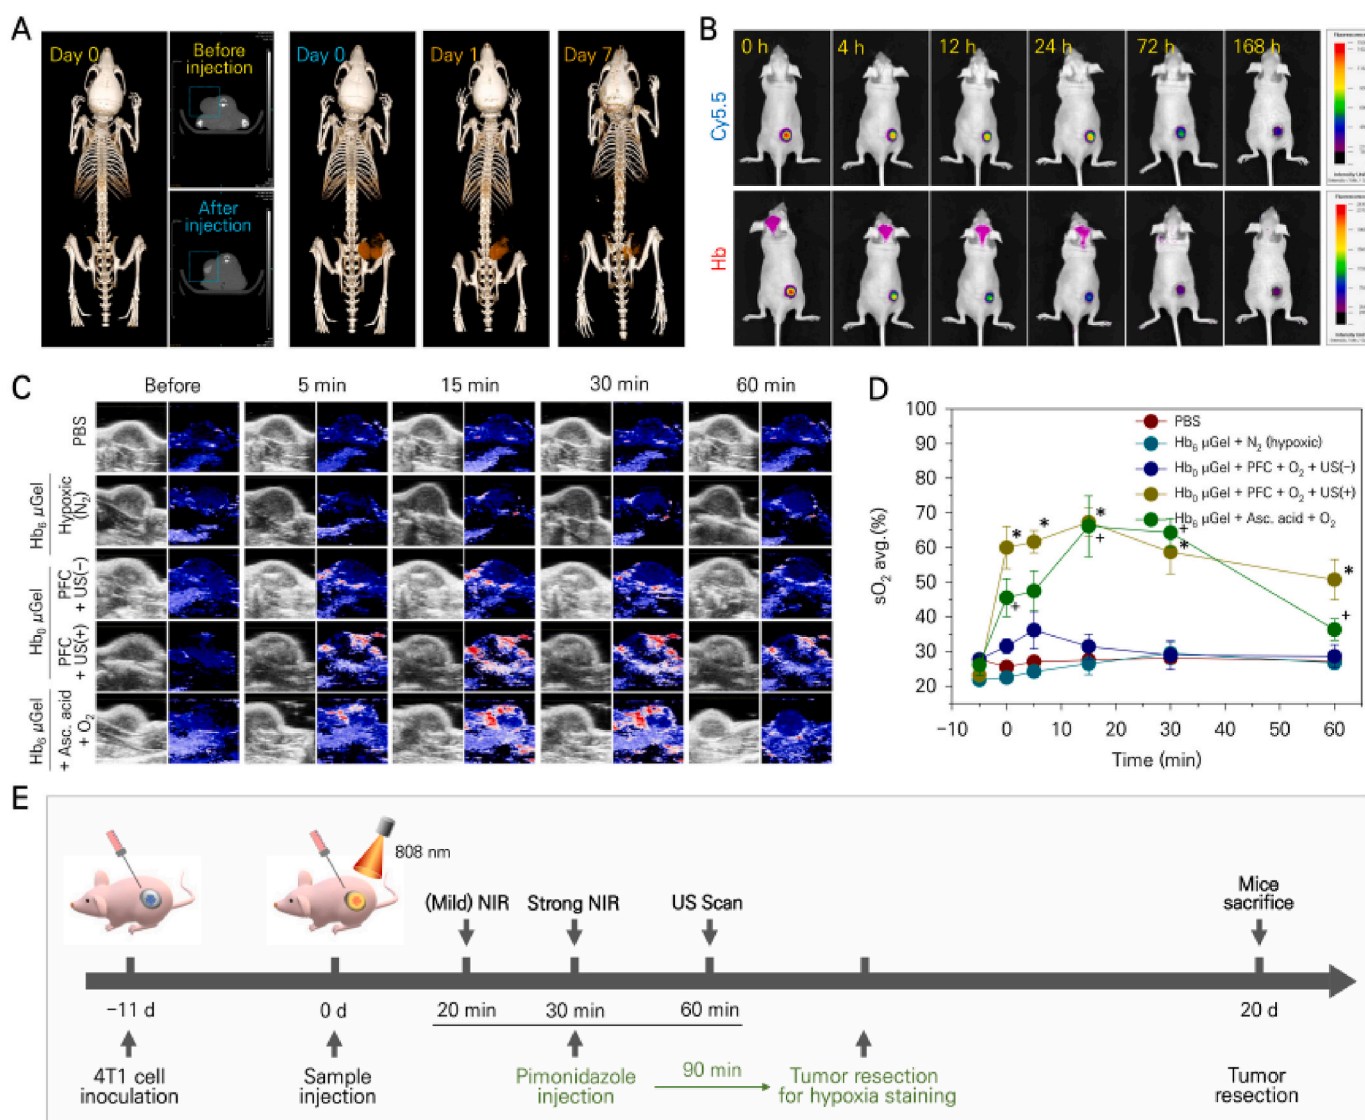 A
Day 0
Before
injection
After
injection
Day 0
Day 1
Day 7
B
0 h
4 h
12 h
24 h
72 h
168 h
Cy5.5
Hb
C
Before
5 min
15 min
30 min
60 min
PBS
Hb₆ μGel
Hypoxic
(N₂)
Hb₀ μGel
PFC
+ US(−)
PFC
+ US(+)
Hb₆ μGel
+ Asc. acid
+ O₂
D
100
90
80
70
60
50
40
30
20
sO₂ avg.(%)
PBS
Hb₆ μGel + N₂ (hypoxic)
Hb₀ μGel + PFC + O₂ + US(−)
Hb₀ μGel + PFC + O₂ + US(+)
Hb₆ μGel + Asc. acid + O₂
* * * * *
+ + + +
−10 0 10 20 30 40 50 60
Time (min)
E
808 nm
(Mild) NIR
Strong NIR
US Scan
Mice
sacrifice
−11 d
0 d
20 min
30 min
60 min
20 d
4T1 cell
inoculation
Sample
injection
Pimonidazole
injection
90 min
Tumor resection
for hypoxia staining
Tumor
resection